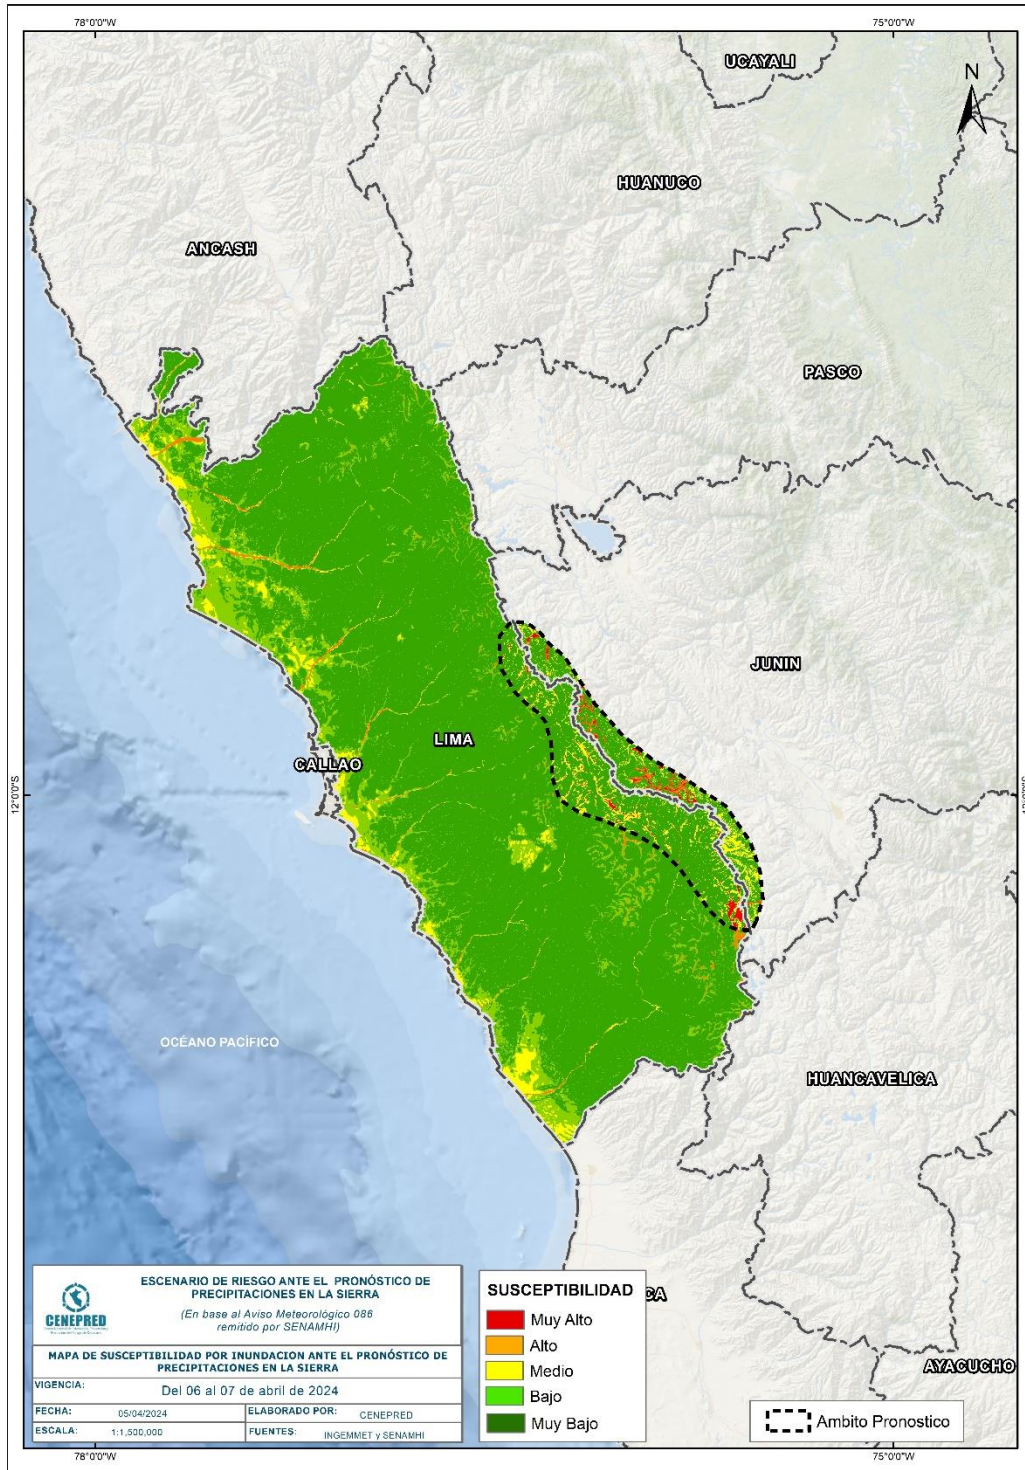 78°0'0"W
75°0'0"W
UCAYALI
N
HUANUCO
ANCASH
PASCO
JUNIN
LIMA
CALLAO
12°0'0"S
OCÉANO PACÍFICO
HUANCAVELICA
CA
AYACUCHO
CENEPRED
ESCENARIO DE RIESGO ANTE EL PRONÓSTICO DE
PRECIPITACIONES EN LA SIERRA
(En base al Aviso Meteorológico 086
remitido por SENAMHI)
MAPA DE SUSCEPTIBILIDAD POR INUNDACION ANTE EL PRONÓSTICO DE
PRECIPITACIONES EN LA SIERRA
VIGENCIA: Del 06 al 07 de abril de 2024
FECHA: 05/04/2024 ELABORADO POR: CENEPRED
ESCALA: 1:1,500,000 FUENTES: INGEMMET y SENAMHI
SUSCEPTIBILIDAD
Muy Alto
Alto
Medio
Bajo
Muy Bajo
Ambito Pronostico
78°0'0"W
75°0'0"W